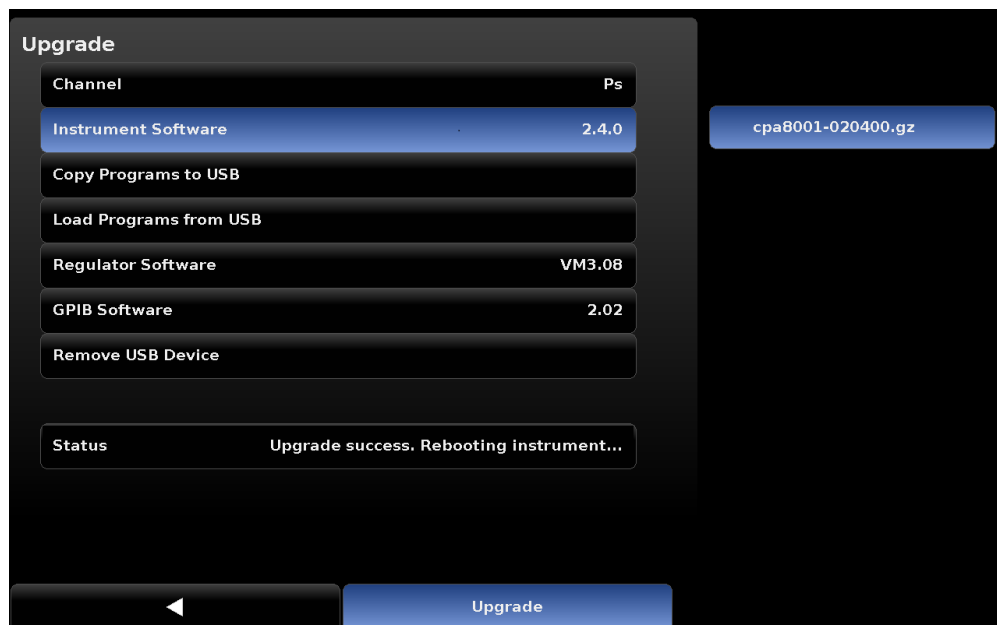 Upgrade
Channel Ps
Instrument Software 2.4.0
cpa8001-020400.gz
Copy Programs to USB
Load Programs from USB
Regulator Software VM3.08
GPIB Software 2.02
Remove USB Device
Status Upgrade success. Rebooting instrument...
Upgrade